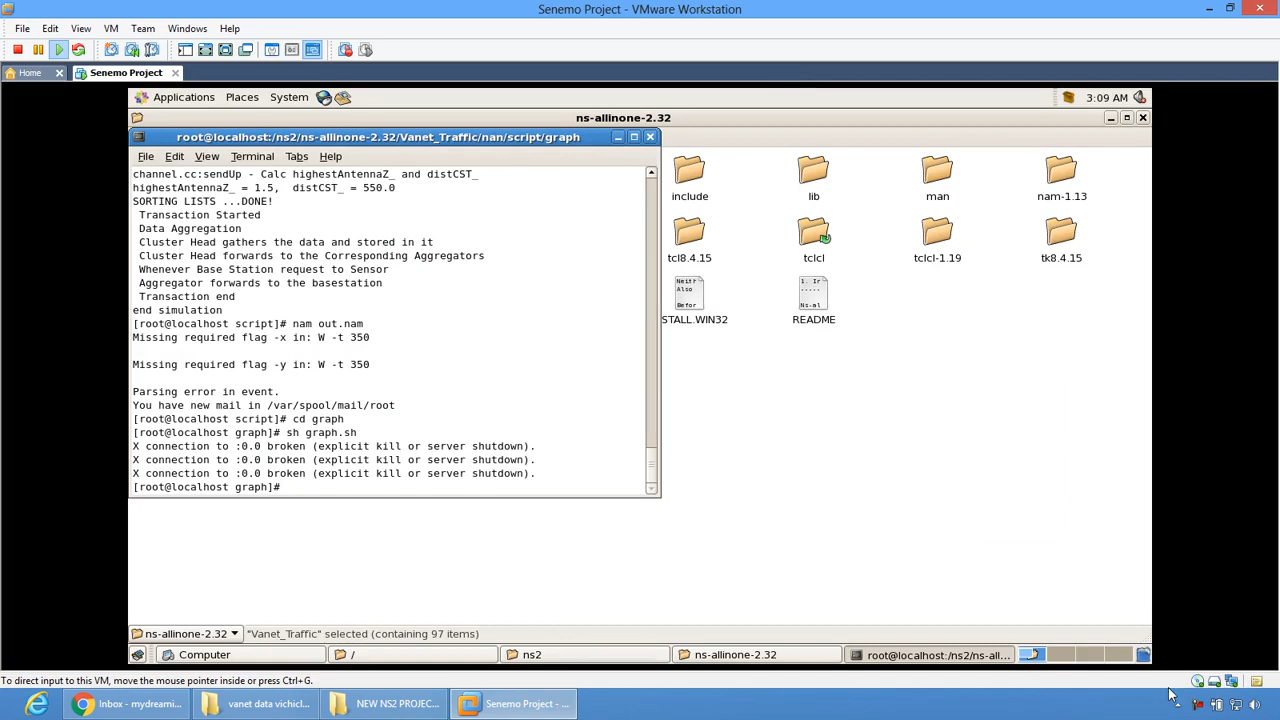 Senemo Project - VMware Workstation
File Edit View VM Team Windows Help
Home
Senemo Project
Applications Places System
3:09 AM
ns-allinone-2.32
root@localhost:/ns2/ns-allinone-2.32/Vanet_Traffic/nan/script/graph
File Edit View Terminal Tabs Help
channel.cc:sendUp - Calc highestAntennaZ_ and distCST_
highestAntennaZ_ = 1.5, distCST_ = 550.0
SORTING LISTS ...DONE!
Transaction Started
Data Aggregation
Cluster Head gathers the data and stored in it
Cluster Head forwards to the Corresponding Aggregators
Whenever Base Station request to Sensor
Aggregator forwards to the basestation
Transaction end
end simulation
[root@localhost script]# nam out.nam
Missing required flag -x in: W -t 350
Missing required flag -y in: W -t 350
Parsing error in event.
You have new mail in /var/spool/mail/root
[root@localhost script]# cd graph
[root@localhost graph]# sh graph.sh
X connection to :0.0 broken (explicit kill or server shutdown).
X connection to :0.0 broken (explicit kill or server shutdown).
X connection to :0.0 broken (explicit kill or server shutdown).
[root@localhost graph]#
include lib man nam-1.13
tcl8.4.15 tclcl tclcl-1.19 tk8.4.15
STALL.WIN32 README
ns-allinone-2.32 "Vanet_Traffic" selected (containing 97 items)
Computer / ns2 ns-allinone-2.32 root@localhost:/ns2/ns-all...
To direct input to this VM, move the mouse pointer inside or press Ctrl+G.
Inbox - mydreami... vanet data vichicl... NEW NS2 PROJEC... Senemo Project - ...